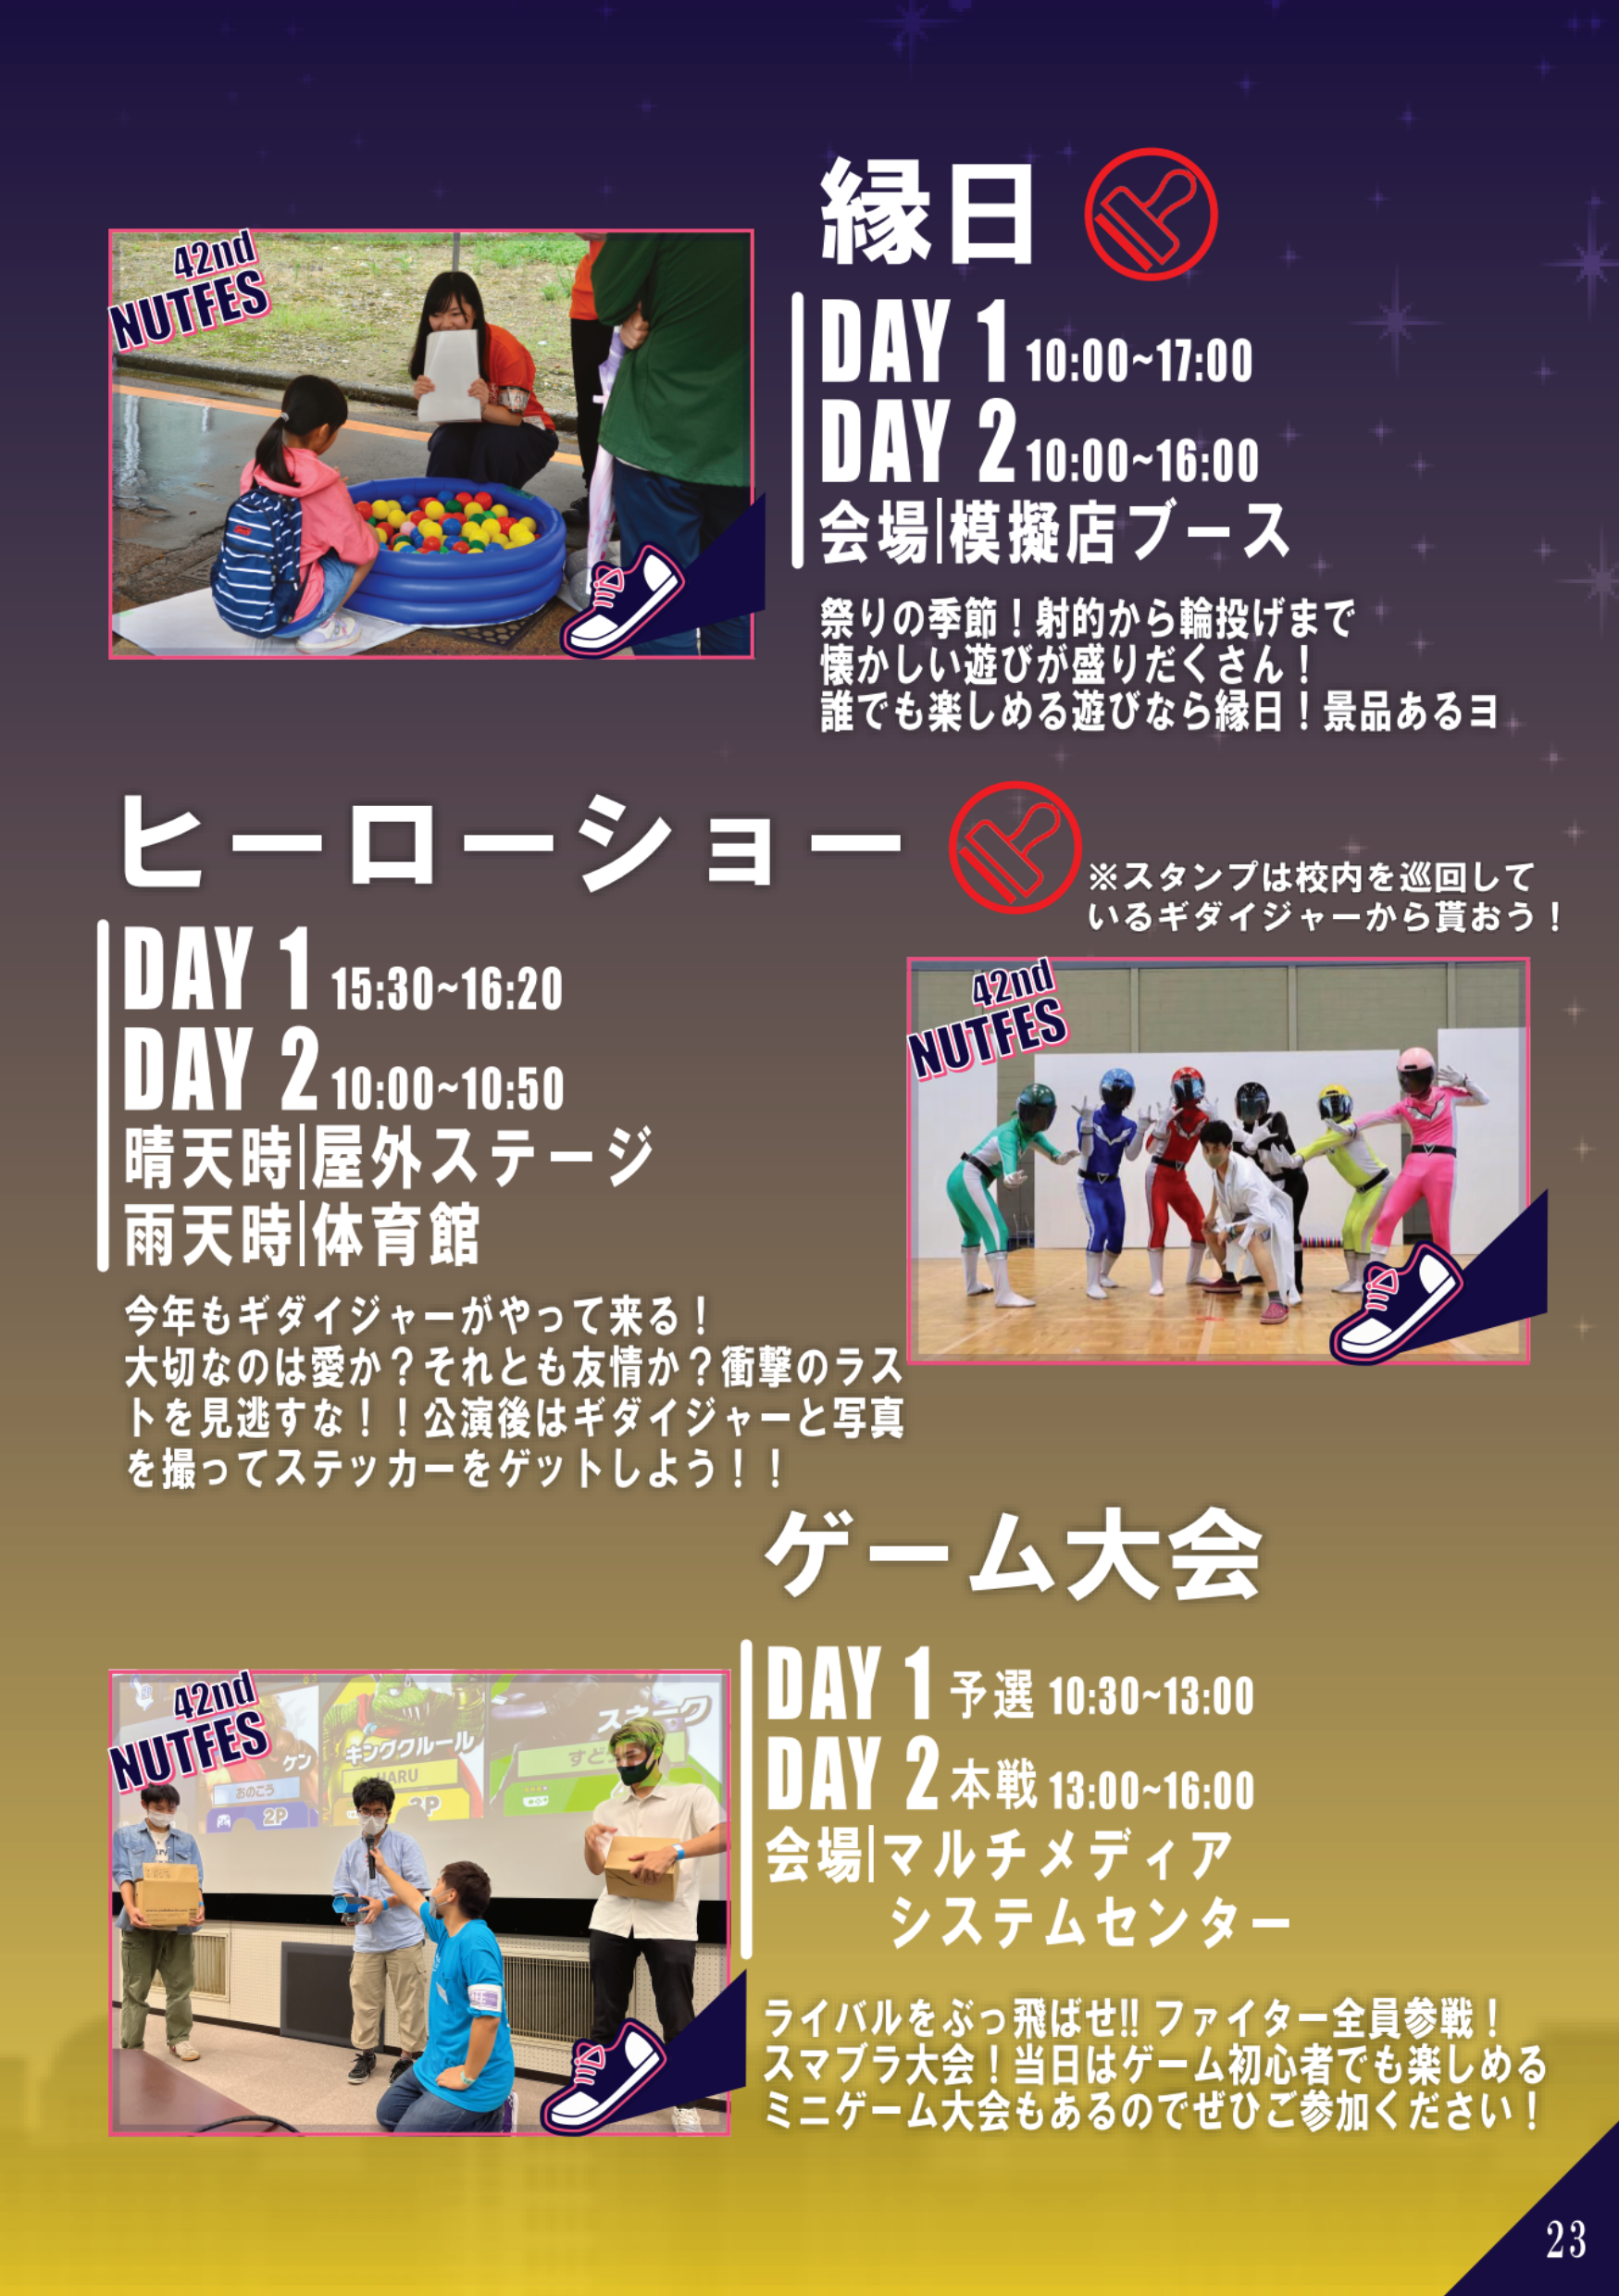 縁日
42nd
NUTFES
DAY 1 10:00~17:00
DAY 2 10:00~16:00
会場|模擬店ブース
祭りの季節！射的から輪投げまで
懐かしい遊びが盛りだくさん！
誰でも楽しめる遊びなら縁日！景品あるヨ
ヒーローショー
※スタンプは校内を巡回して
いるギダイジャーから貰おう！
DAY 1 15:30~16:20
DAY 2 10:00~10:50
晴天時|屋外ステージ
雨天時|体育館
42nd
NUTFES
今年もギダイジャーがやって来る！
大切なのは愛か？それとも友情か？衝撃のラス
トを見逃すな！！公演後はギダイジャーと写真
を撮ってステッカーをゲットしよう！！
ゲーム大会
42nd
NUTFES
スネーク
キングクルール
ケン
おのこう
HARU
2P
3P
DAY 1 予選 10:30~13:00
DAY 2 本戦 13:00~16:00
会場|マルチメディア
システムセンター
ライバルをぶっ飛ばせ!! ファイター全員参戦！
スマブラ大会！当日はゲーム初心者でも楽しめる
ミニゲーム大会もあるのでぜひご参加ください！
23